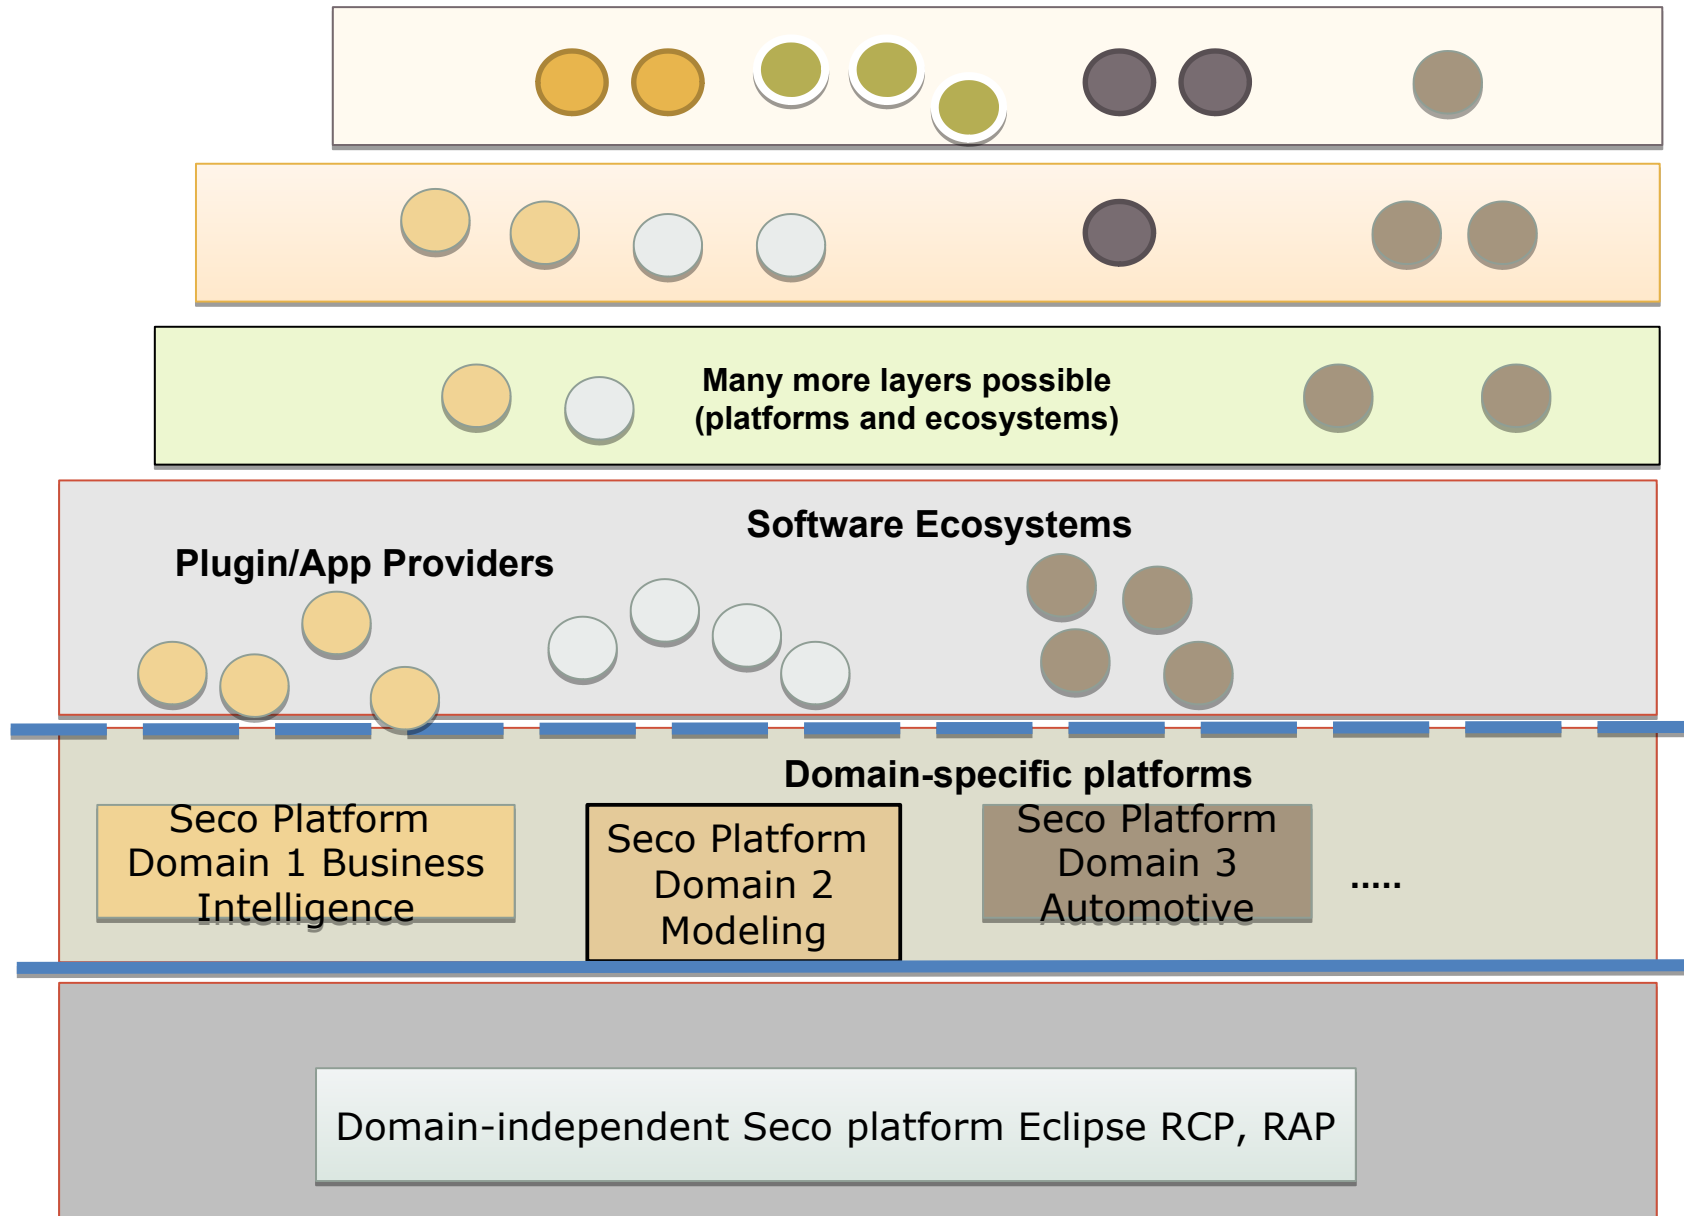 Many more layers possible
(platforms and ecosystems)
Software Ecosystems
Plugin/App Providers
Domain-specific platforms
Seco Platform
Domain 1 Business
Intelligence
Seco Platform
Domain 2
Modeling
Seco Platform
Domain 3
Automotive
.....
Domain-independent Seco platform Eclipse RCP, RAP